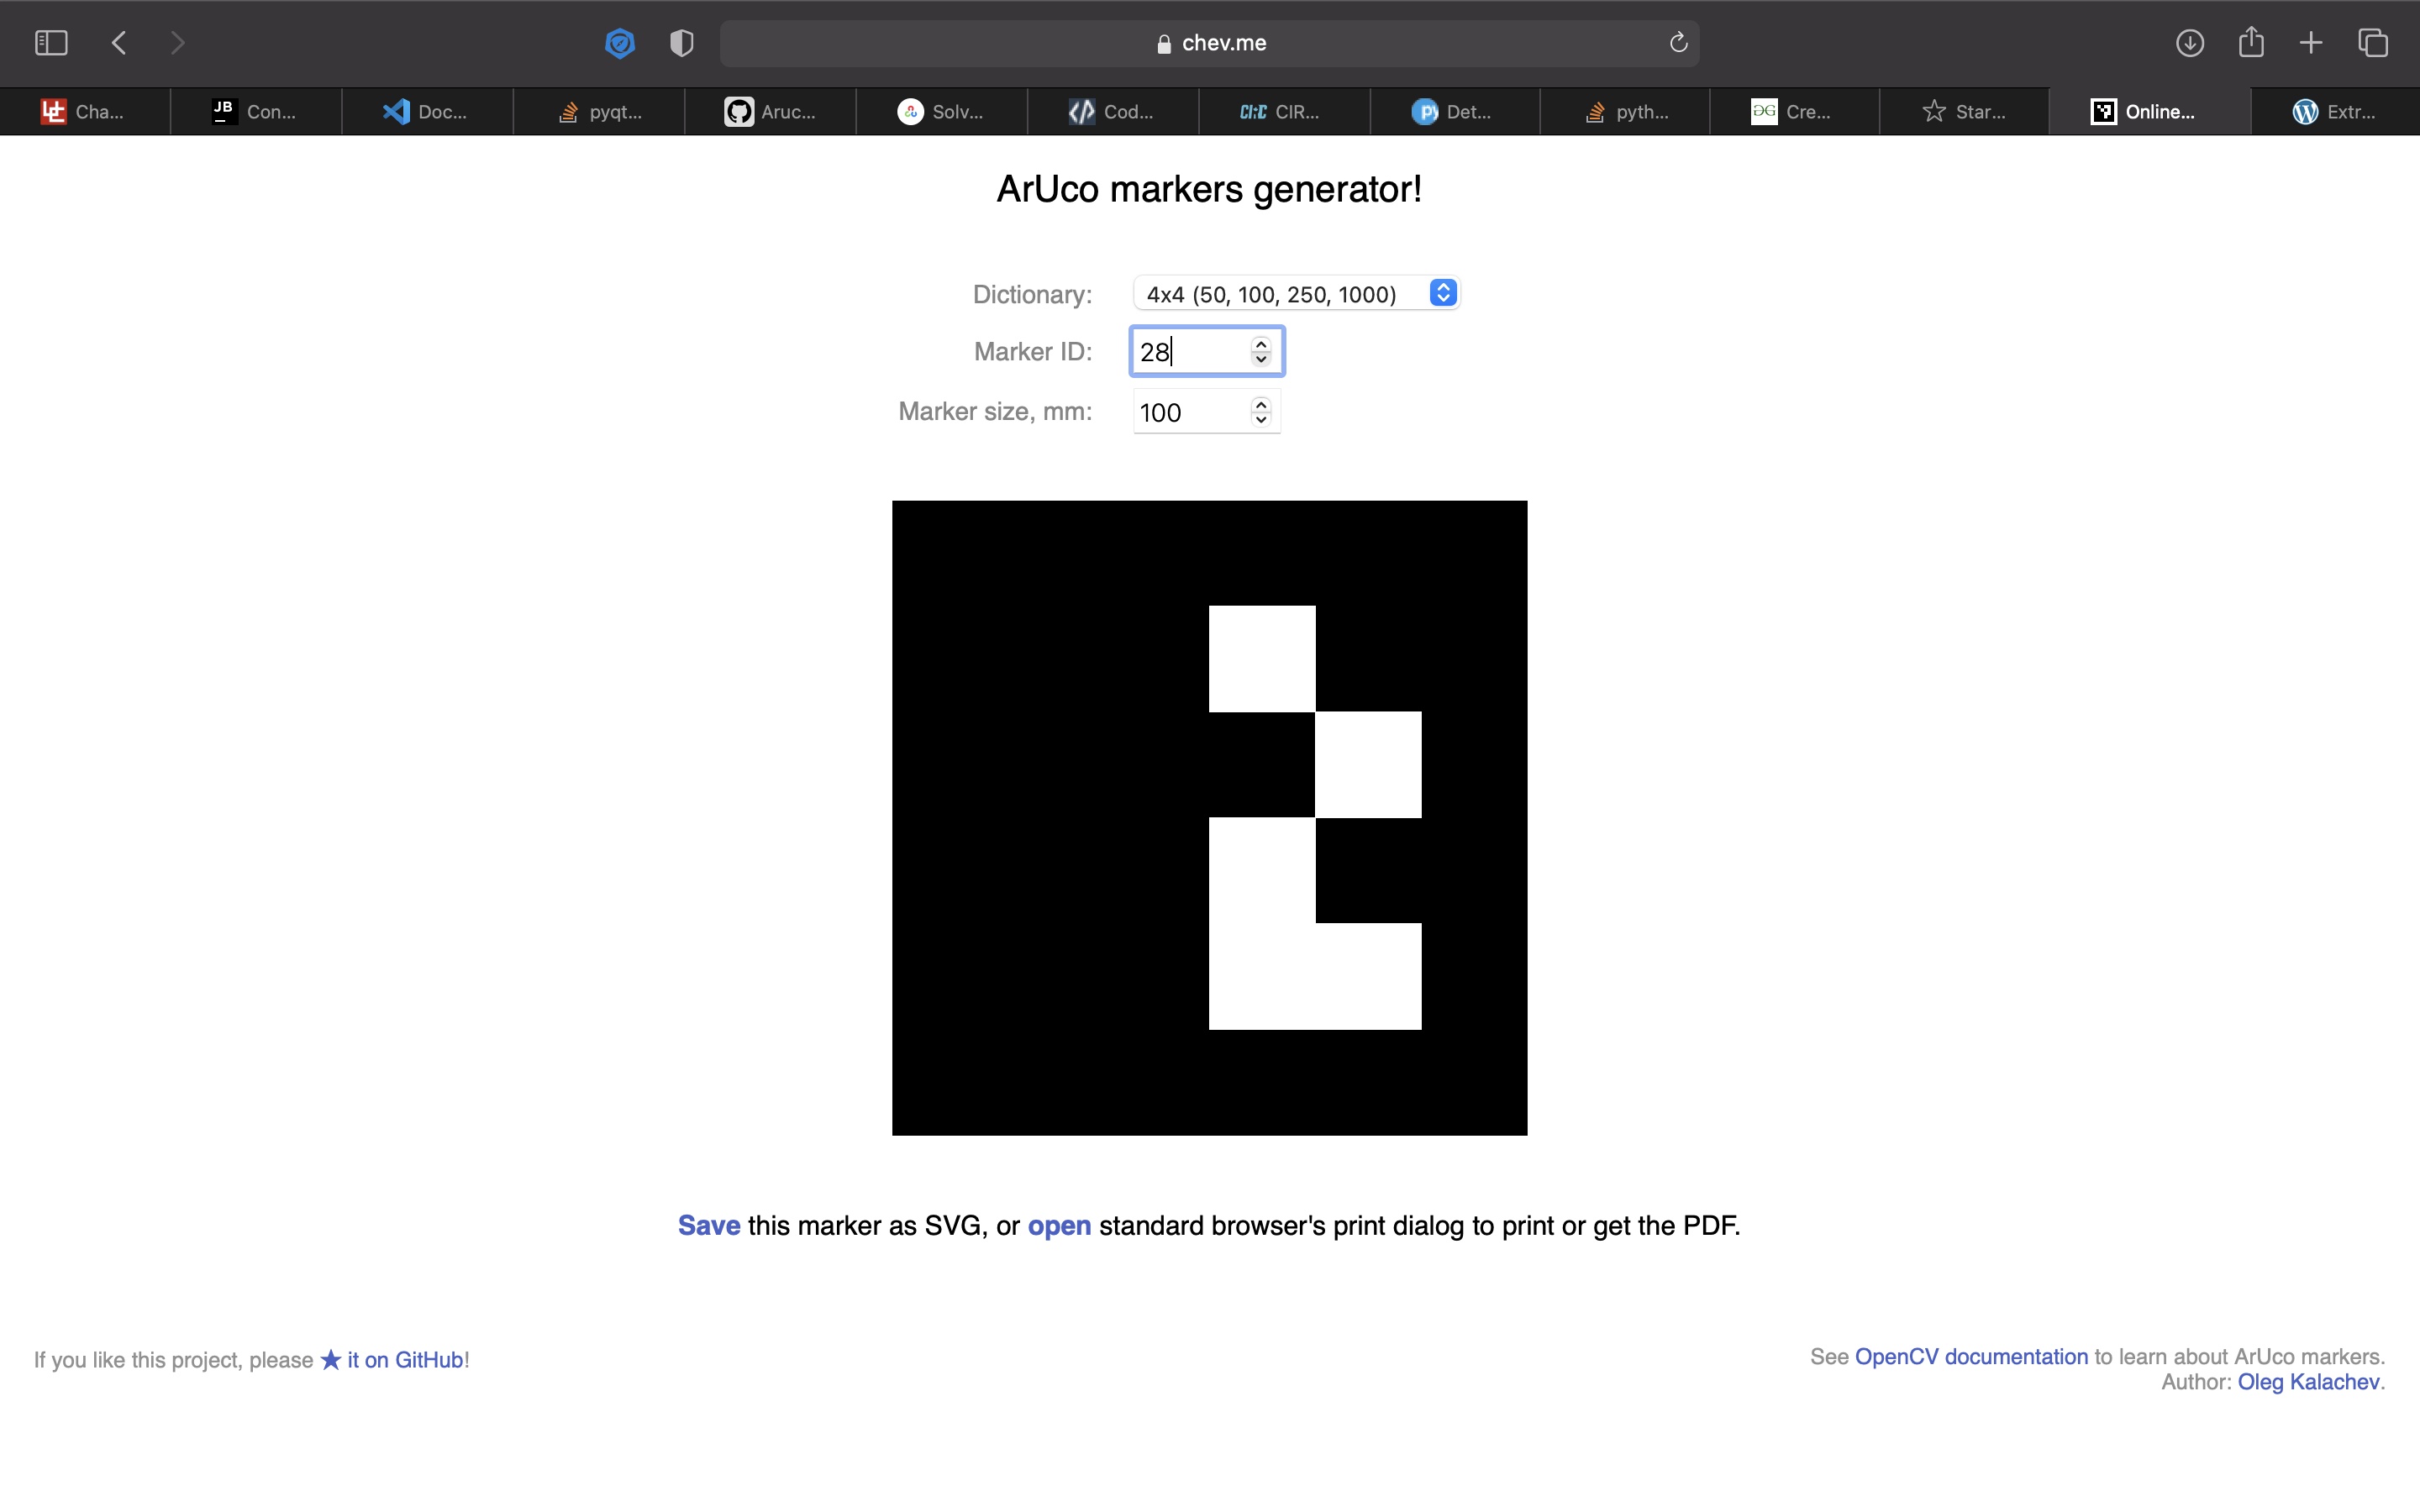 chev.me
Cha...
JB Con...
Doc...
pyqt...
Aruc...
Solv...
Cod...
CIR...
Det...
pyth...
Cre...
Star...
Online...
Extr...
ArUco markers generator!
Dictionary: 4x4 (50, 100, 250, 1000)
Marker ID: 28
Marker size, mm: 100
Save this marker as SVG, or open standard browser's print dialog to print or get the PDF.
If you like this project, please ★ it on GitHub!
See OpenCV documentation to learn about ArUco markers.
Author: Oleg Kalachev.